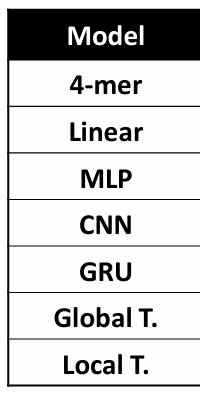 Model
4-mer
Linear
MLP
CNN
GRU
Global T.
Local T.